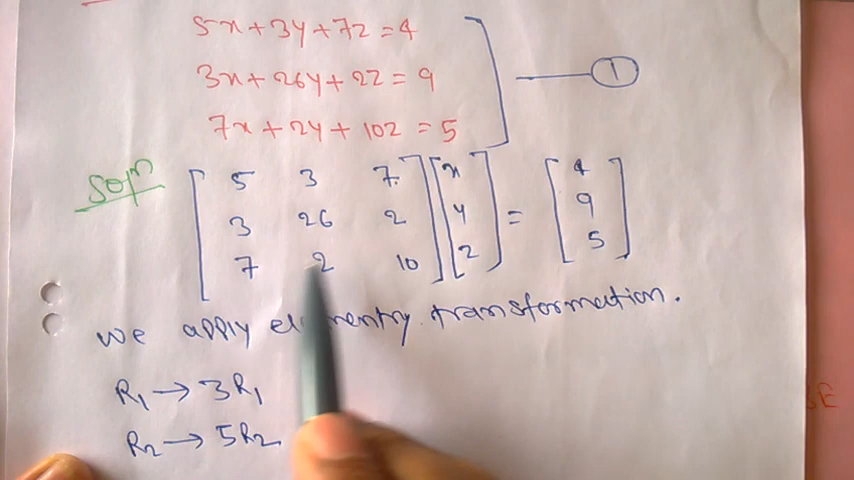 5x+3y+7z=4
3x+26y+2z=9
7x+2y+10z=5
1
Soln
5 3 7 x 4
3 26 2 y = 9
7 2 10 z 5
we apply transformation.
R1→3R1
R2→5R2